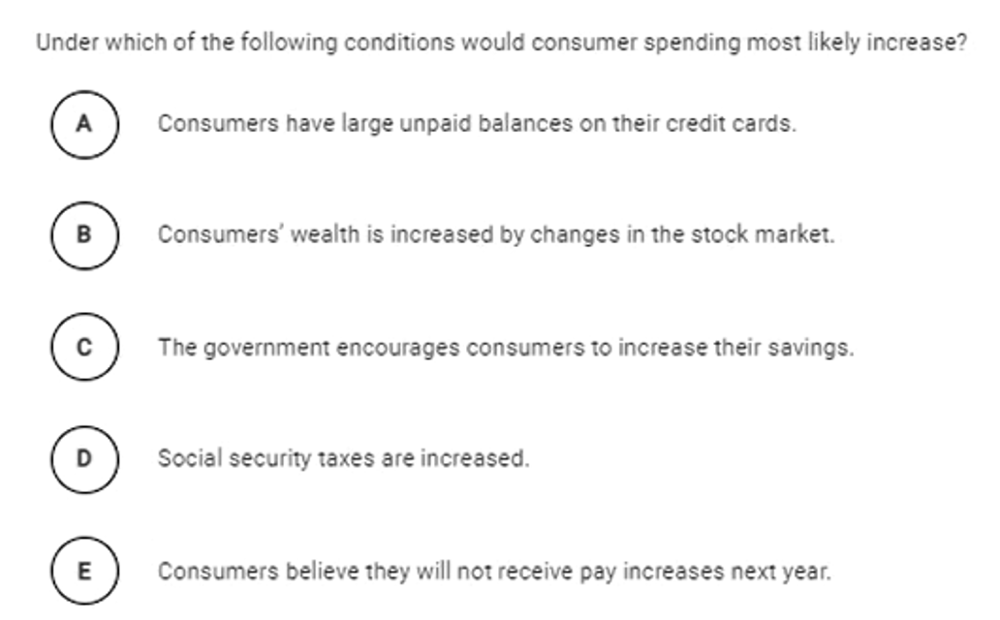 Under which of the following conditions would consumer spending most likely increase?
A Consumers have large unpaid balances on their credit cards.
B Consumers' wealth is increased by changes in the stock market.
C The government encourages consumers to increase their savings.
D Social security taxes are increased.
E Consumers believe they will not receive pay increases next year.